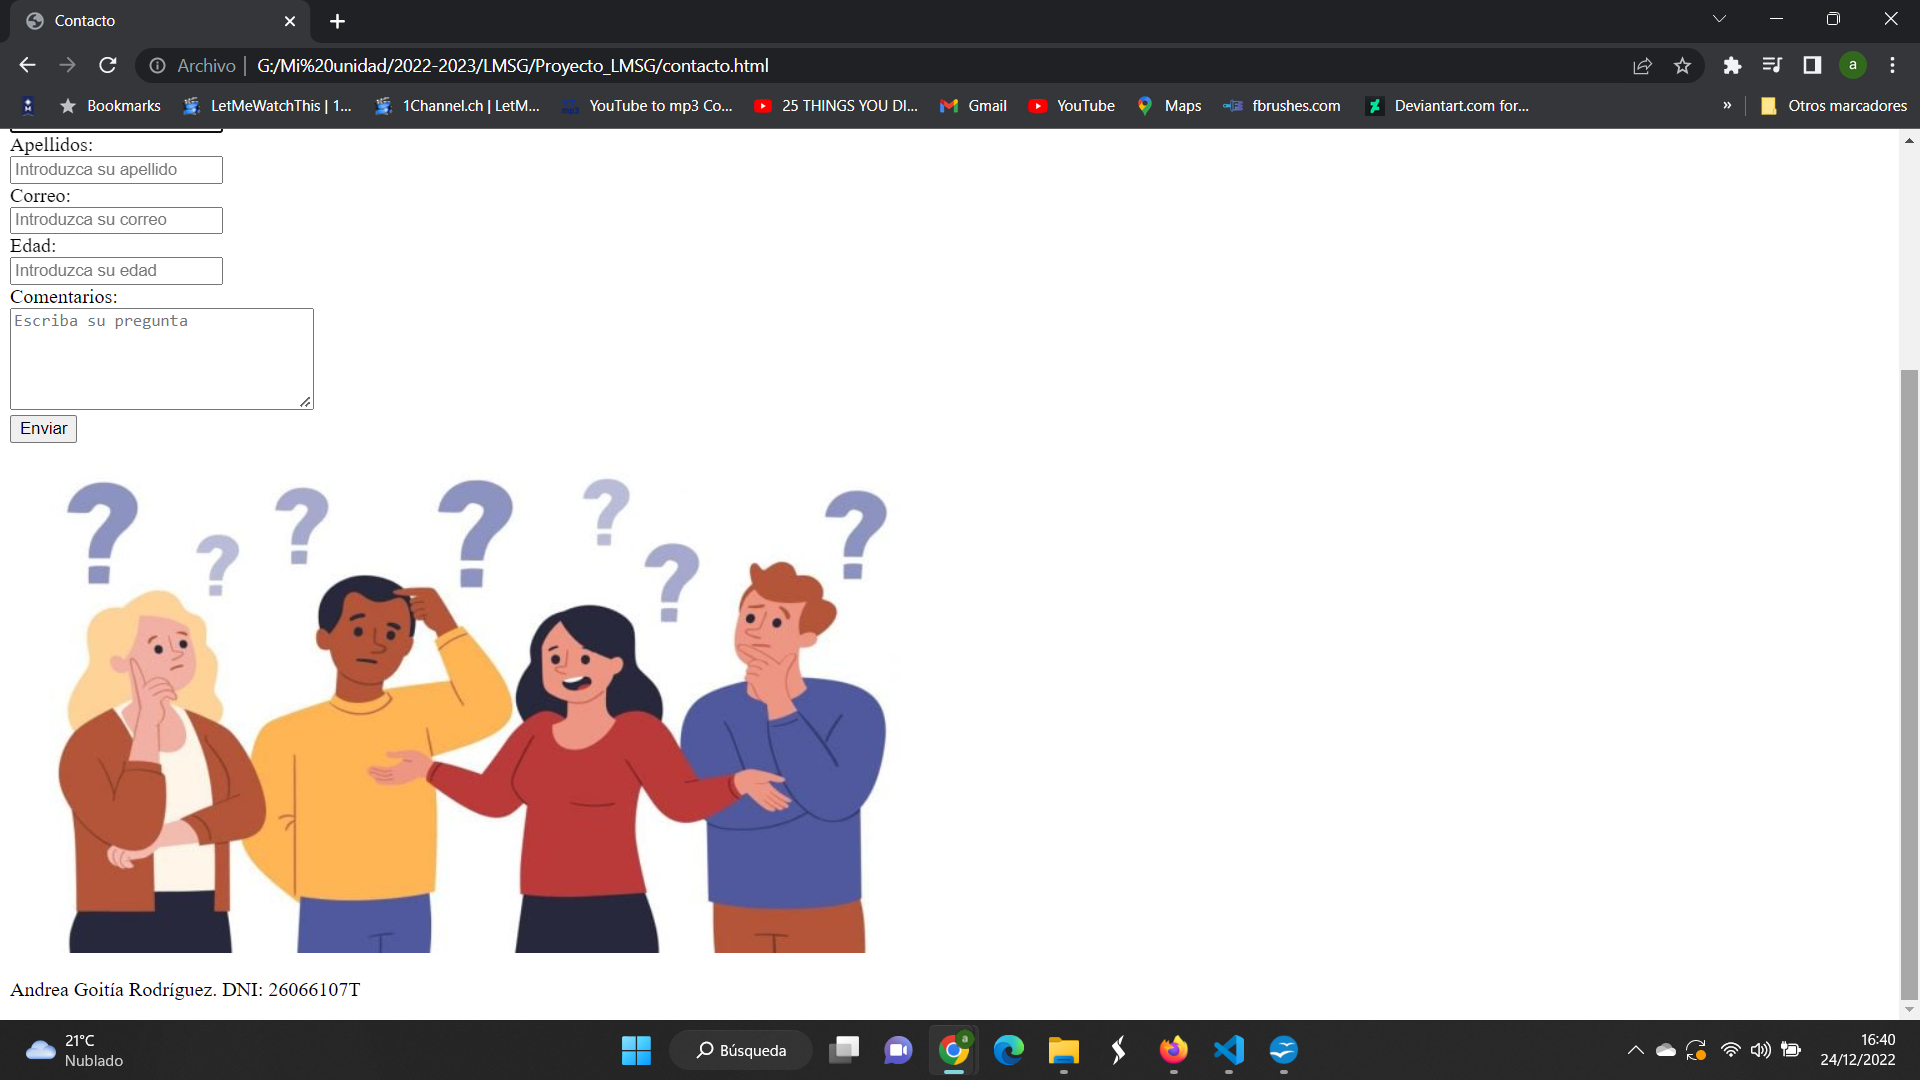 Contacto
Archivo
G:/Mi%20unidad/2022-2023/LMSG/Proyecto_LMSG/contacto.html
a
Bookmarks
LetMeWatchThis | 1...
1Channel.ch | LetM...
YouTube to mp3 Co...
25 THINGS YOU DI...
Gmail
YouTube
Maps
fbrushes.com
Deviantart.com for...
»
Otros marcadores
Apellidos:
Introduzca su apellido
Correo:
Introduzca su correo
Edad:
Introduzca su edad
Comentarios:
Escriba su pregunta
Enviar
? ? ? ? ? ? ?
Andrea Goitía Rodríguez. DNI: 26066107T
21°C
Nublado
Búsqueda
a
16:40
24/12/2022